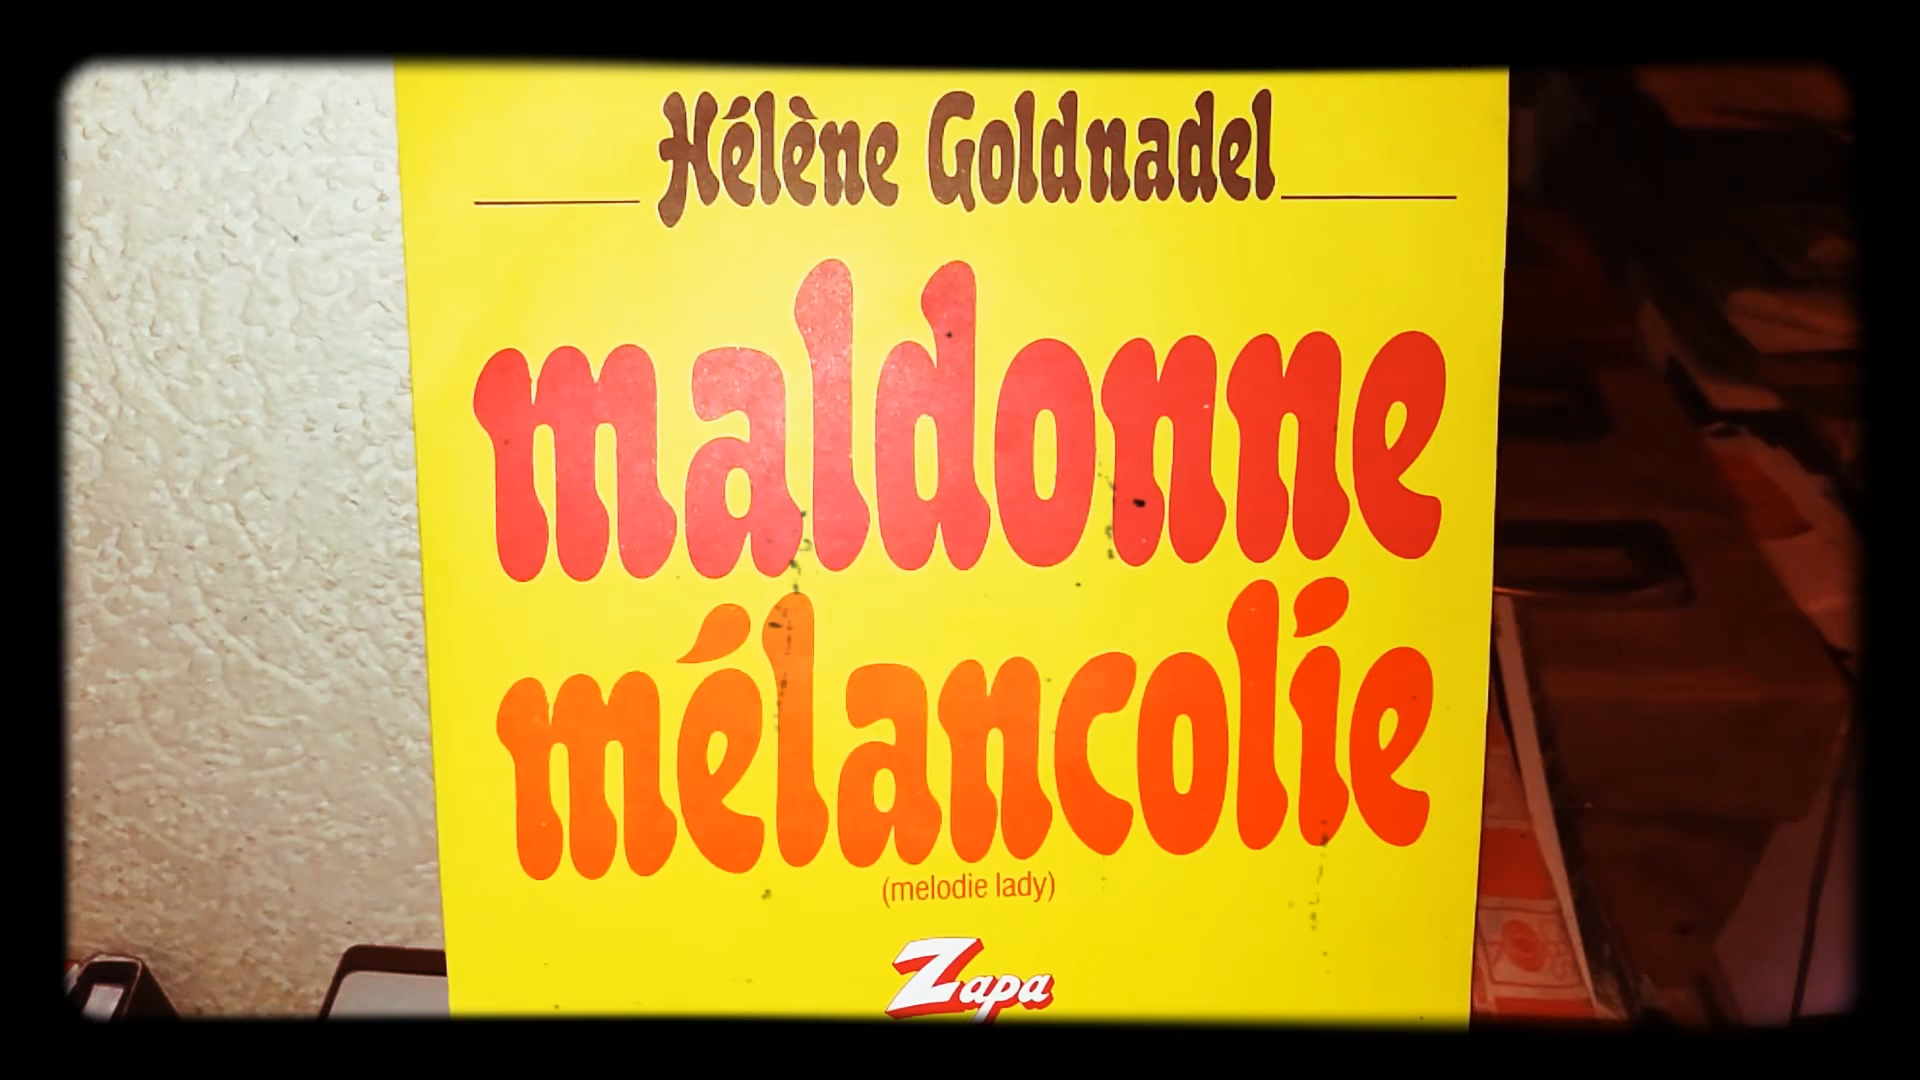 Hélène Goldnadel
maldonne
mélancolie
(melodie lady)
Zapa